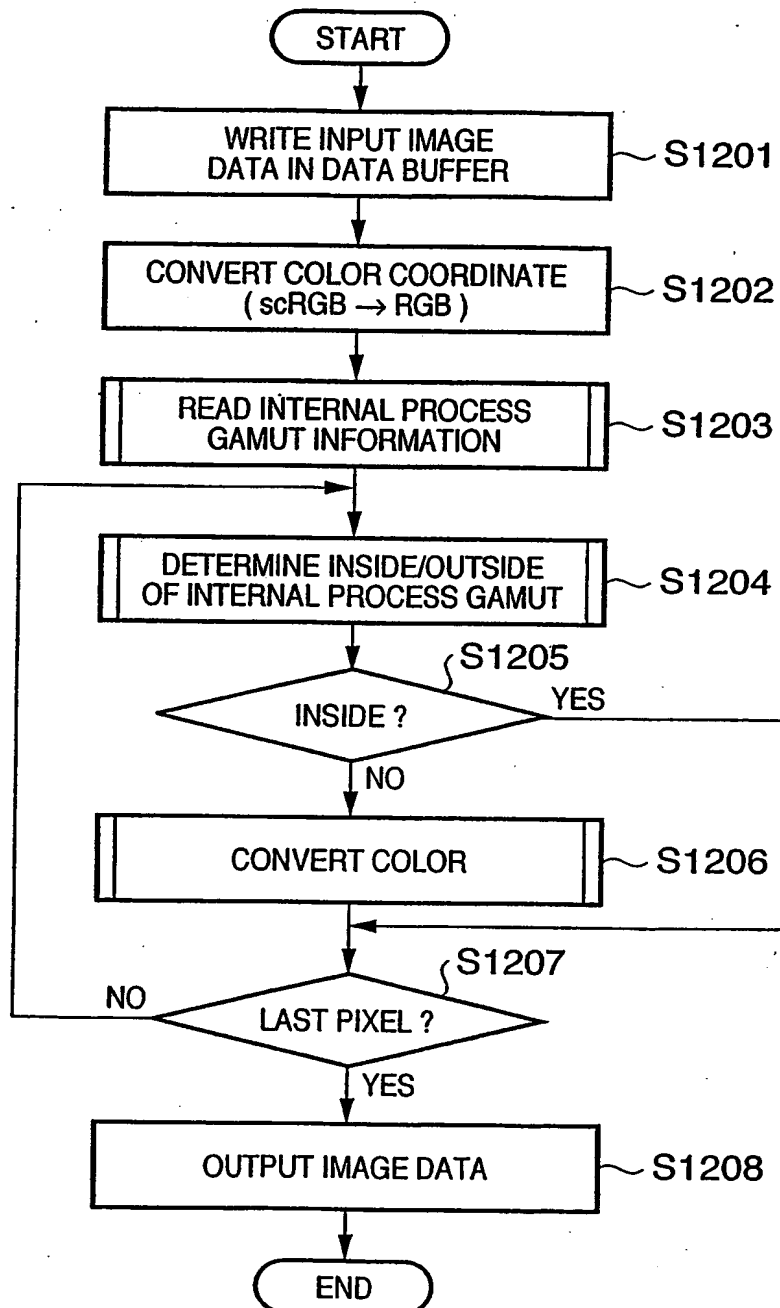 START
WRITE INPUT IMAGE
DATA IN DATA BUFFER
S1201
CONVERT COLOR COORDINATE
( scRGB → RGB )
S1202
READ INTERNAL PROCESS
GAMUT INFORMATION
S1203
DETERMINE INSIDE/OUTSIDE
OF INTERNAL PROCESS GAMUT
S1204
S1205
INSIDE ?
YES
NO
CONVERT COLOR
S1206
S1207
NO
LAST PIXEL ?
YES
OUTPUT IMAGE DATA
S1208
END